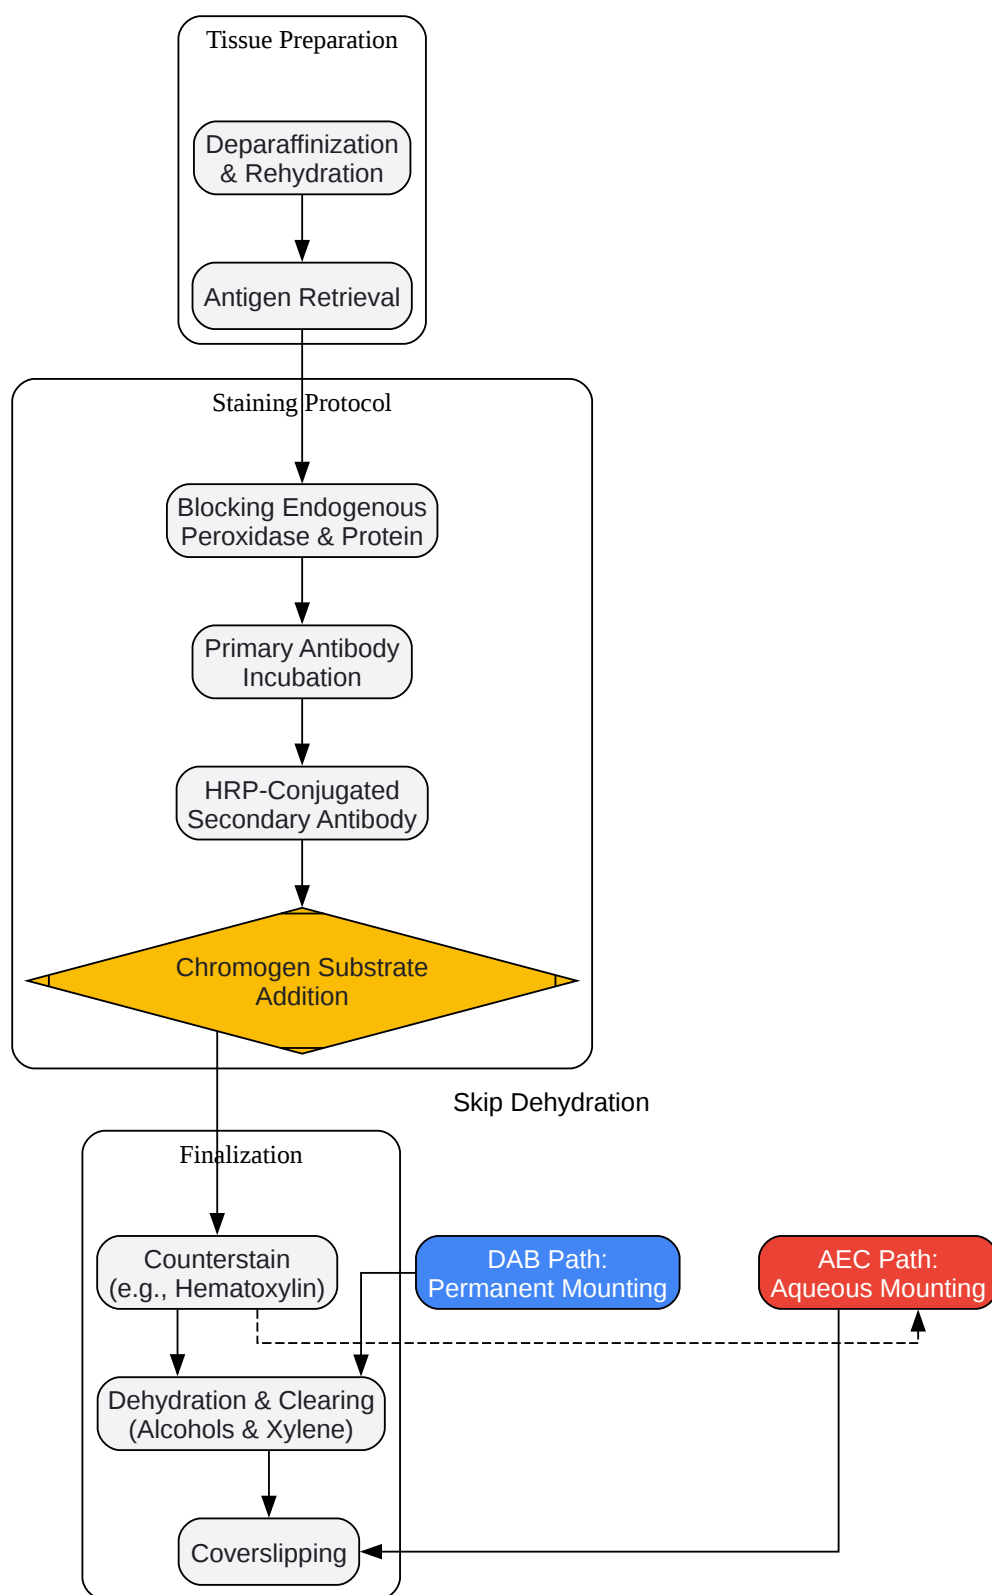 Tissue Preparation
Deparaffinization
& Rehydration
Antigen Retrieval
Staining Protocol
Blocking Endogenous
Peroxidase & Protein
Primary Antibody
Incubation
HRP-Conjugated
Secondary Antibody
Chromogen Substrate
Addition
Skip Dehydration
Finalization
Counterstain
(e.g., Hematoxylin)
DAB Path:
Permanent Mounting
AEC Path:
Aqueous Mounting
Dehydration & Clearing
(Alcohols & Xylene)
Coverslipping